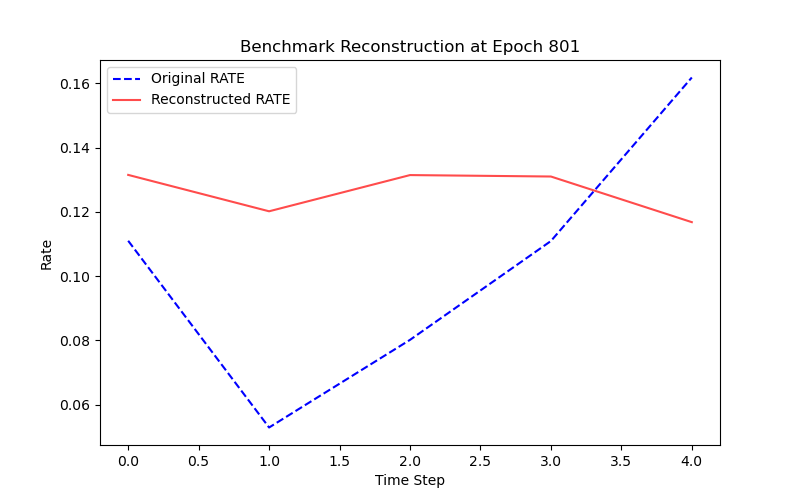 Benchmark Reconstruction at Epoch 801
Original RATE
Reconstructed RATE
Rate
0.16
0.14
0.12
0.10
0.08
0.06
0.0 0.5 1.0 1.5 2.0 2.5 3.0 3.5 4.0
Time Step